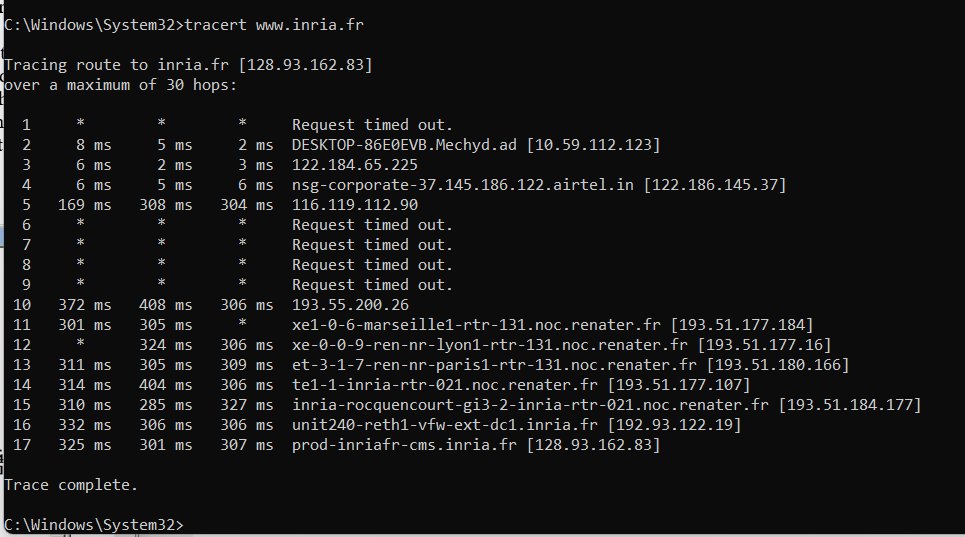 C:\Windows\System32>tracert www.inria.fr
Tracing route to inria.fr [128.93.162.83]
over a maximum of 30 hops:
1 * * * Request timed out.
2 8 ms 5 ms 2 ms DESKTOP-86E0EVB.Mechyd.ad [10.59.112.123]
3 6 ms 2 ms 3 ms 122.184.65.225
4 6 ms 5 ms 6 ms nsg-corporate-37.145.186.122.airtel.in [122.186.145.37]
5 169 ms 308 ms 304 ms 116.119.112.90
6 * * * Request timed out.
7 * * * Request timed out.
8 * * * Request timed out.
9 * * * Request timed out.
10 372 ms 408 ms 306 ms 193.55.200.26
11 301 ms 305 ms * xe1-0-6-marseille1-rtr-131.noc.renater.fr [193.51.177.184]
12 * 324 ms 306 ms xe-0-0-9-ren-nr-lyon1-rtr-131.noc.renater.fr [193.51.177.16]
13 311 ms 305 ms 309 ms et-3-1-7-ren-nr-paris1-rtr-131.noc.renater.fr [193.51.180.166]
14 314 ms 404 ms 306 ms te1-1-inria-rtr-021.noc.renater.fr [193.51.177.107]
15 310 ms 285 ms 327 ms inria-rocquencourt-gi3-2-inria-rtr-021.noc.renater.fr [193.51.184.177]
16 332 ms 306 ms 306 ms unit240-reth1-vfw-ext-dc1.inria.fr [192.93.122.19]
17 325 ms 301 ms 307 ms prod-inriafr-cms.inria.fr [128.93.162.83]
Trace complete.
C:\Windows\System32>